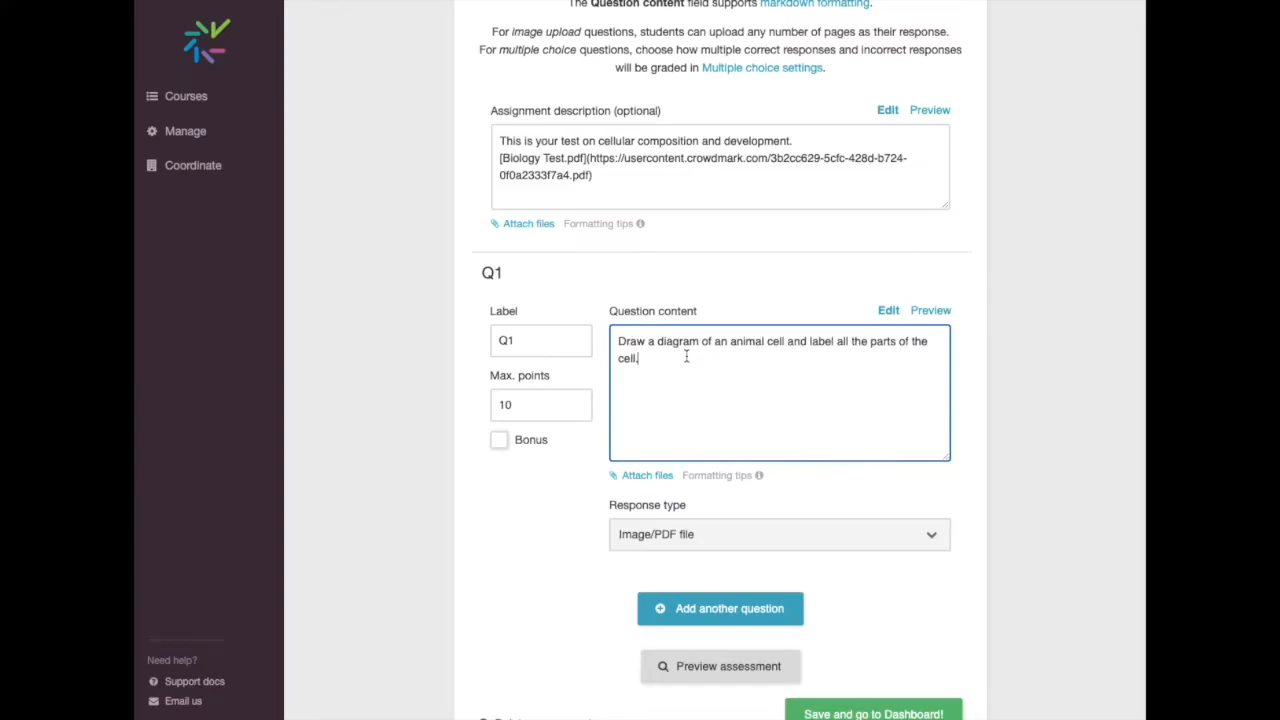 The Question content field supports markdown formatting.
For image upload questions, students can upload any number of pages as their response.
For multiple choice questions, choose how multiple correct responses and incorrect responses
will be graded in Multiple choice settings.
Courses
Manage
Coordinate
Assignment description (optional)
Edit Preview
This is your test on cellular composition and development.
[Biology Test.pdf](https://usercontent.crowdmark.com/3b2cc629-5cfc-428d-b724-
0f0a2333f7a4.pdf)
Attach files Formatting tips
Q1
Label
Q1
Max. points
10
Bonus
Question content
Edit Preview
Draw a diagram of an animal cell and label all the parts of the
cell.
Attach files Formatting tips
Response type
Image/PDF file
Add another question
Preview assessment
Save and go to Dashboard!
Need help?
Support docs
Email us